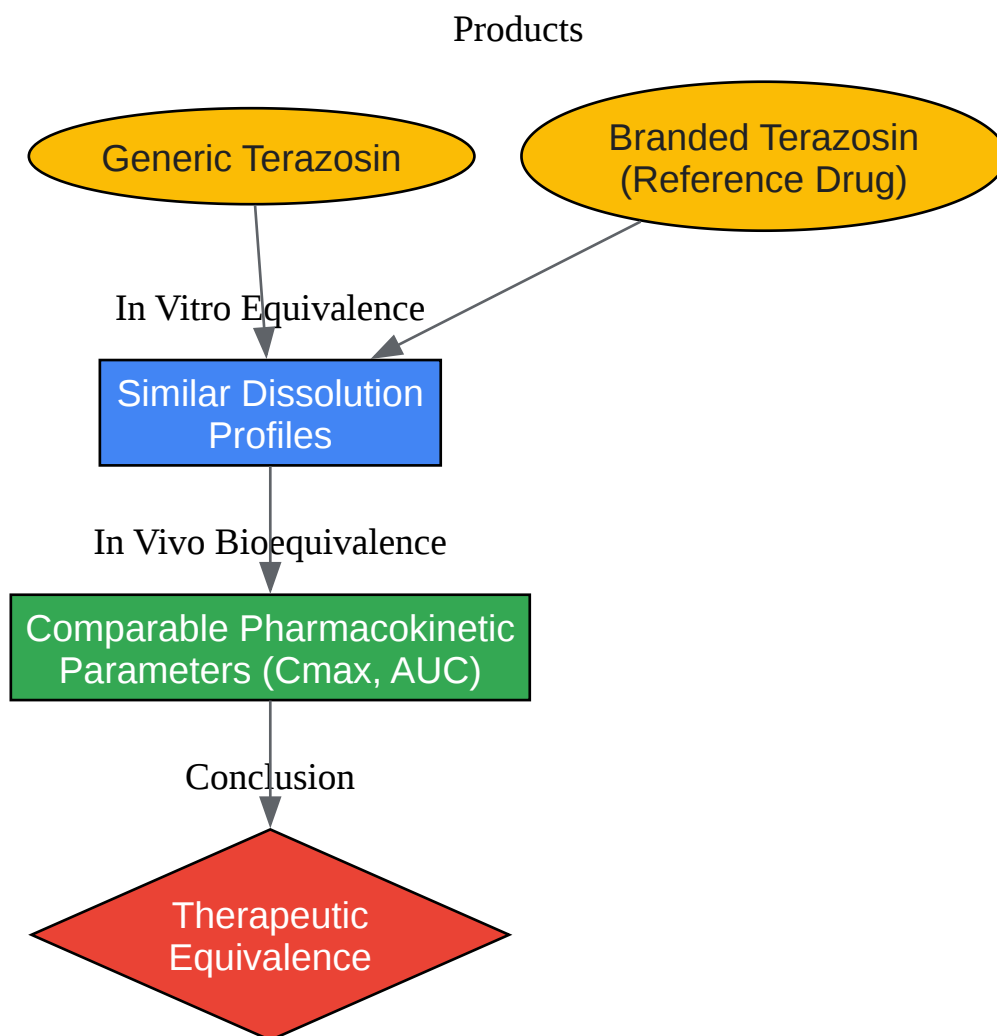 Products
Generic Terazosin
Branded Terazosin
(Reference Drug)
In Vitro Equivalence
Similar Dissolution
Profiles
In Vivo Bioequivalence
Comparable Pharmacokinetic
Parameters (Cmax, AUC)
Conclusion
Therapeutic
Equivalence